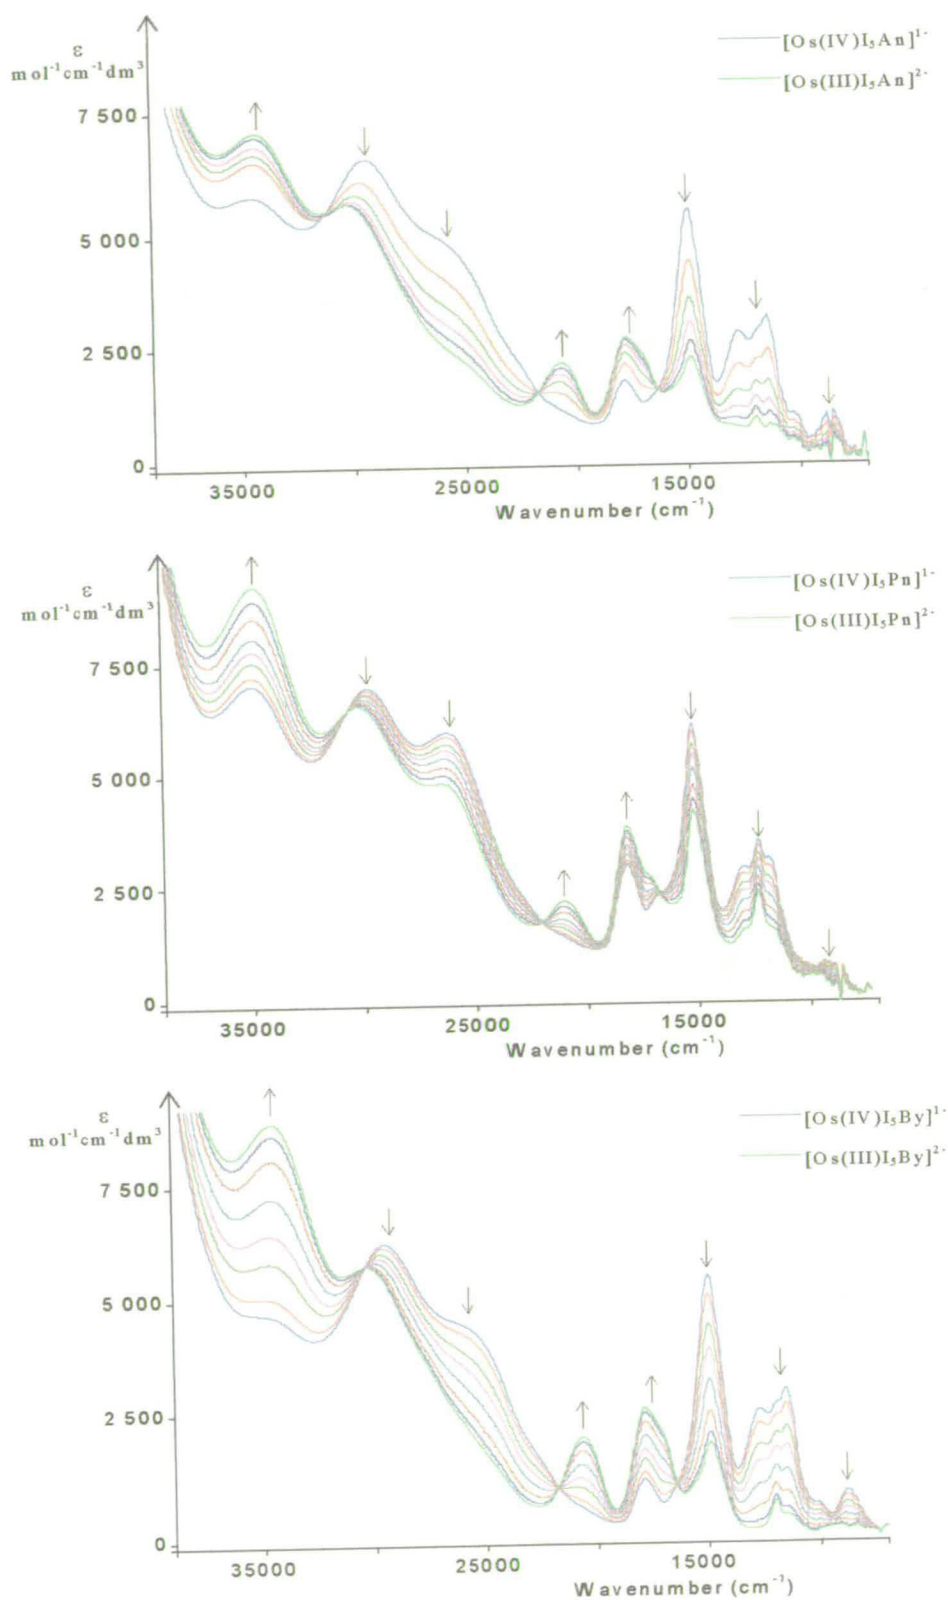 ε
mol⁻¹cm⁻¹dm³
[Os(IV)I₅An]¹⁻
[Os(III)I₅An]²⁻
7 500
5 000
2 500
0
35000 25000 15000
Wavenumber (cm⁻¹)
ε
mol⁻¹cm⁻¹dm³
[Os(IV)I₅Pn]¹⁻
[Os(III)I₅Pn]²⁻
7 500
5 000
2 500
0
35000 25000 15000
Wavenumber (cm⁻¹)
ε
mol⁻¹cm⁻¹dm³
[Os(IV)I₅By]¹⁻
[Os(III)I₅By]²⁻
7 500
5 000
2 500
0
35000 25000 15000
Wavenumber (cm⁻¹)